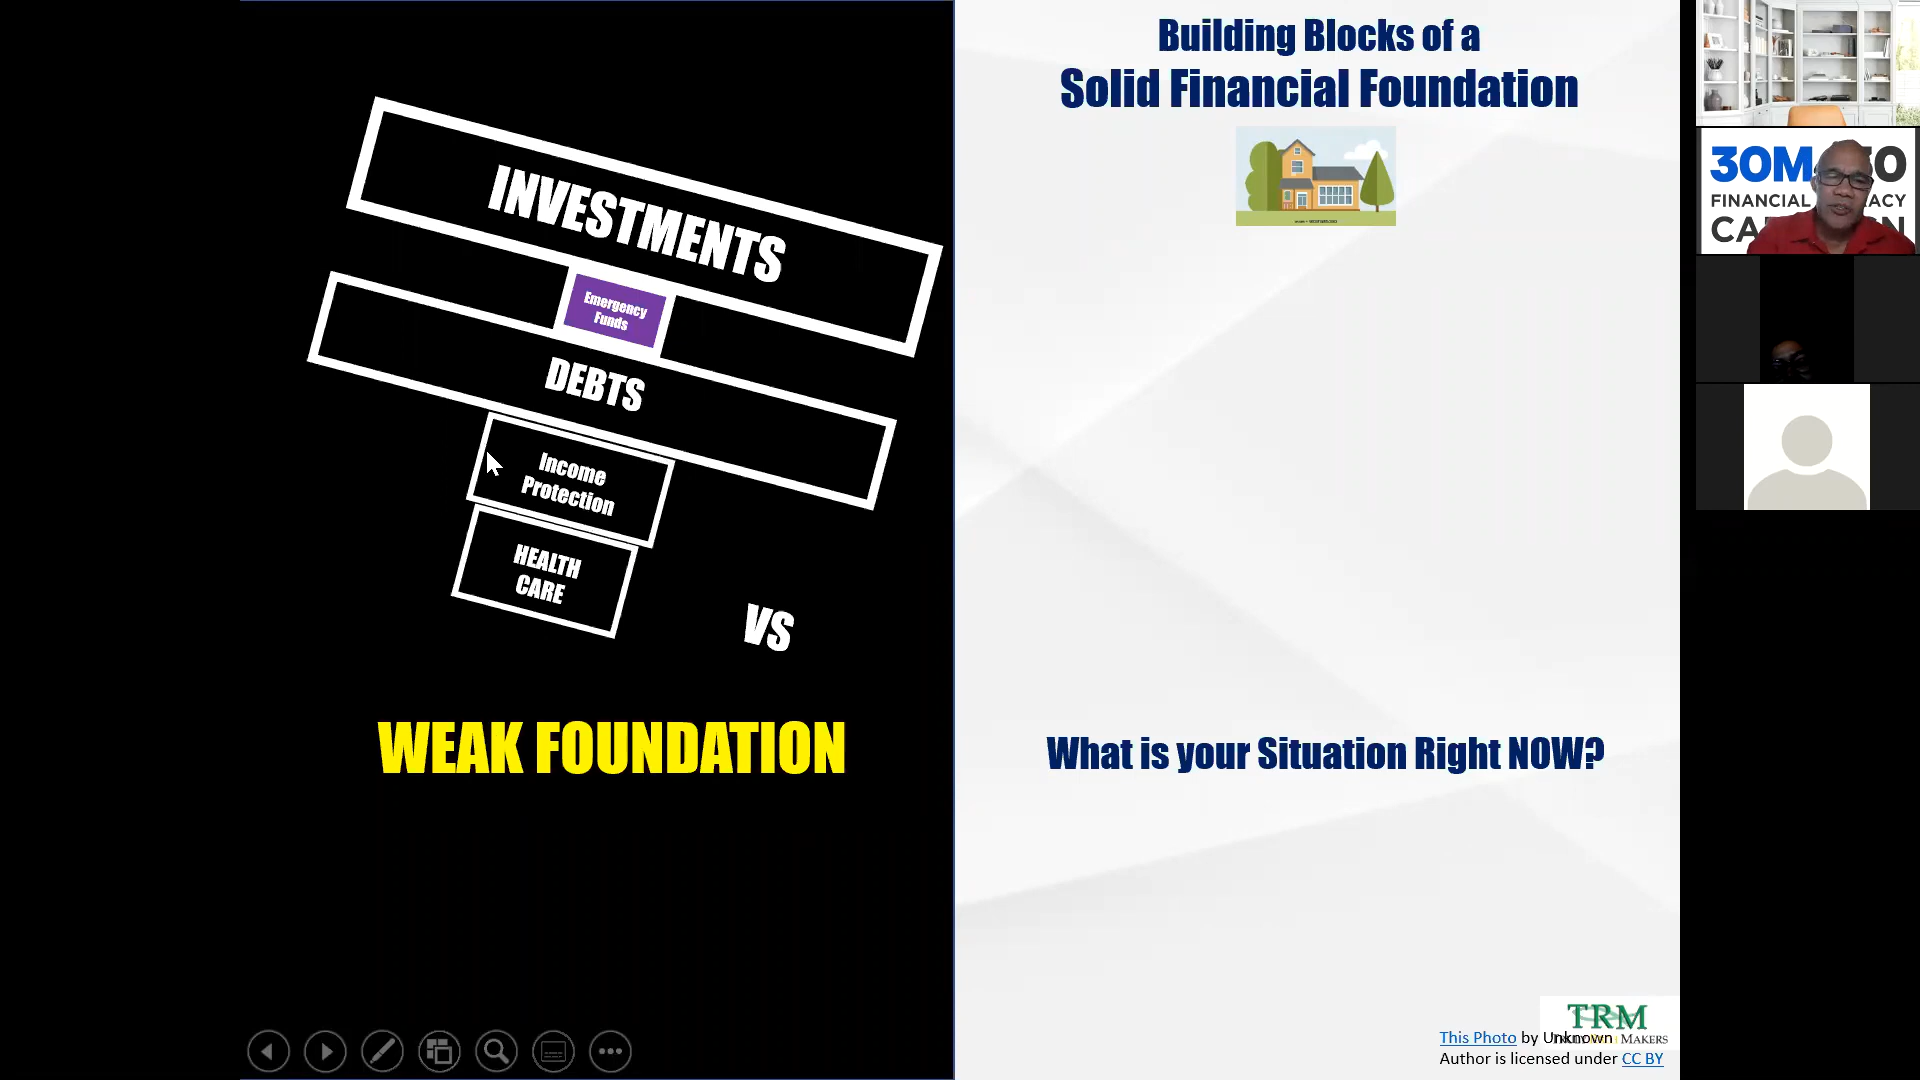 INVESTMENTS
Emergency
Funds
DEBTS
Income
Protection
HEALTH
CARE
VS
WEAK FOUNDATION
Building Blocks of a
Solid Financial Foundation
What is your Situation Right NOW?
TRM
MAKERS
This Photo by Unknown
Author is licensed under CC BY
30M
FINANCIAL